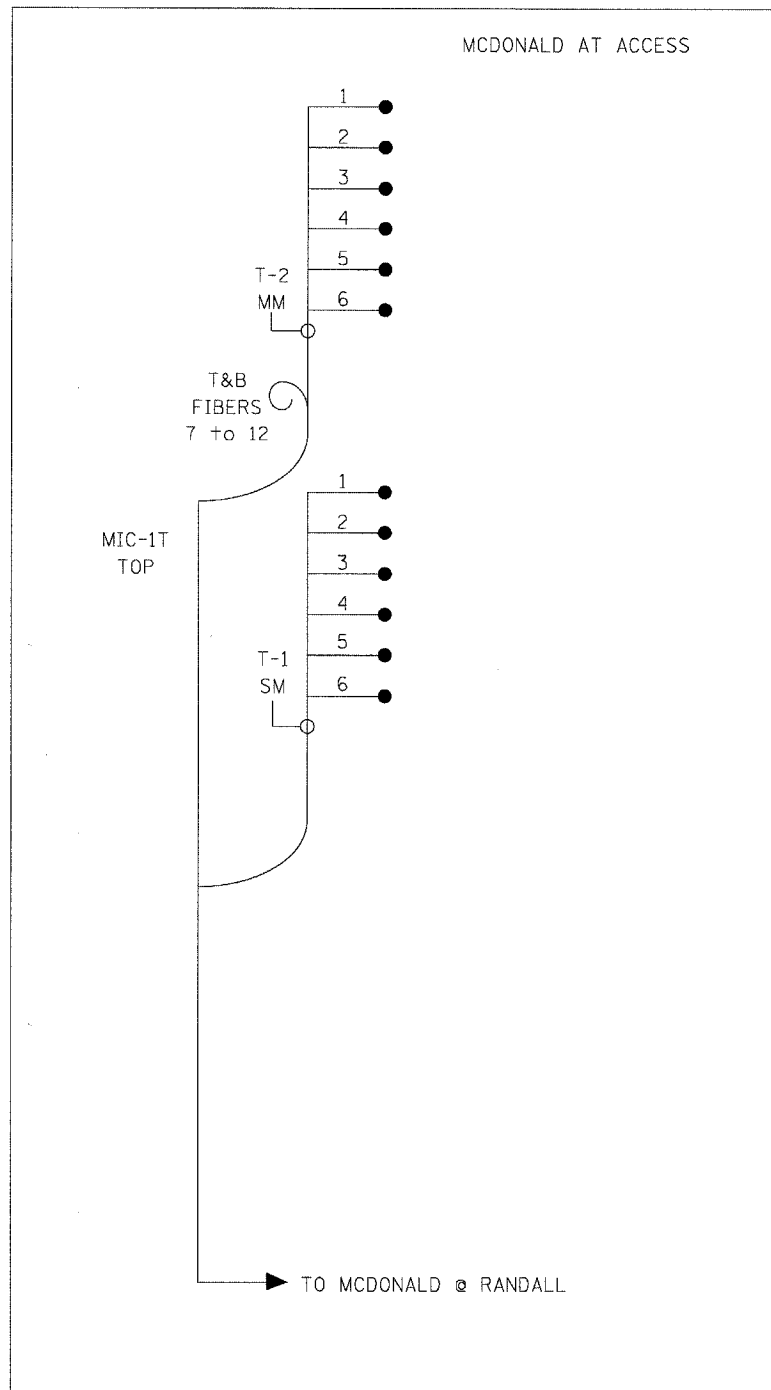 MCDONALD AT ACCESS
1
2
3
4
5
6
T-2
MM
T&B
FIBERS
7 to 12
MIC-1T
TOP
1
2
3
4
5
6
T-1
SM
TO MCDONALD @ RANDALL